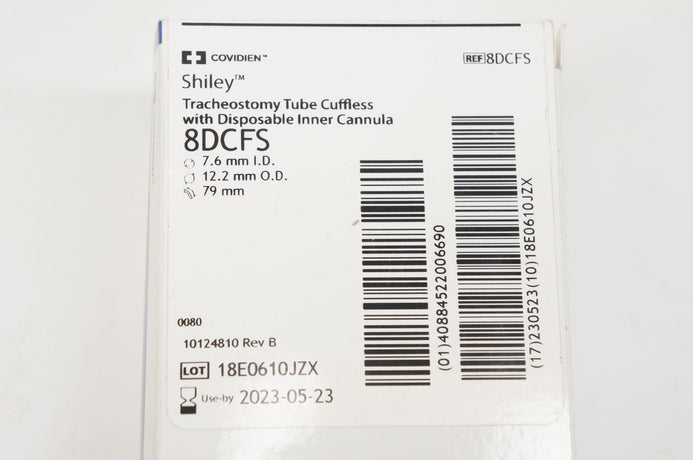 COVIDIEN™
REF 8DCFS
Shiley™
Tracheostomy Tube Cuffless
with Disposable Inner Cannula
8DCFS
7.6 mm I.D.
12.2 mm O.D.
79 mm
(01)40884522006690
(17)230523(10)18E0610JZX
0080
10124810 Rev B
LOT 18E0610JZX
Use-by 2023-05-23